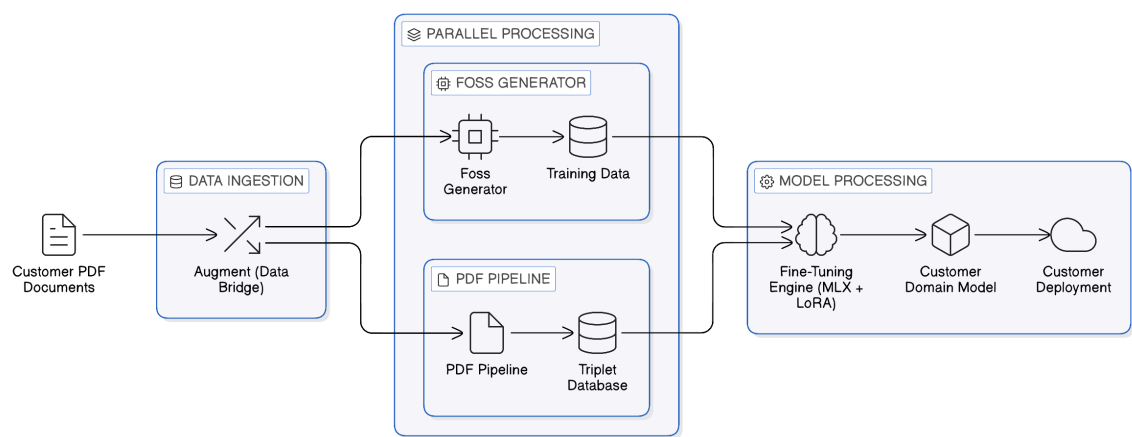 PARALLEL PROCESSING
FOSS GENERATOR
Foss
Generator
Training Data
DATA INGESTION
Customer PDF
Documents
Augment (Data
Bridge)
PDF PIPELINE
PDF Pipeline
Triplet
Database
MODEL PROCESSING
Fine-Tuning
Engine (MLX +
LoRA)
Customer
Domain Model
Customer
Deployment